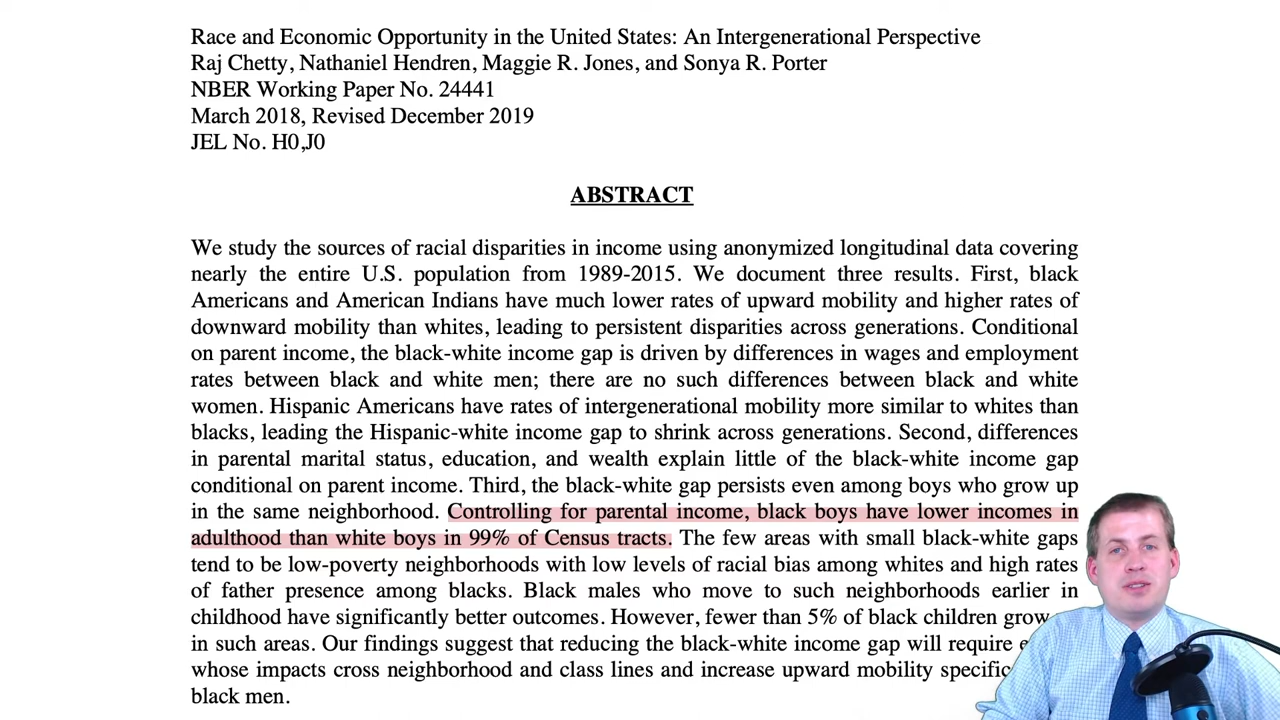 Race and Economic Opportunity in the United States: An Intergenerational Perspective
Raj Chetty, Nathaniel Hendren, Maggie R. Jones, and Sonya R. Porter
NBER Working Paper No. 24441
March 2018, Revised December 2019
JEL No. H0,J0
ABSTRACT
We study the sources of racial disparities in income using anonymized longitudinal data covering
nearly the entire U.S. population from 1989-2015. We document three results. First, black
Americans and American Indians have much lower rates of upward mobility and higher rates of
downward mobility than whites, leading to persistent disparities across generations. Conditional
on parent income, the black-white income gap is driven by differences in wages and employment
rates between black and white men; there are no such differences between black and white
women. Hispanic Americans have rates of intergenerational mobility more similar to whites than
blacks, leading the Hispanic-white income gap to shrink across generations. Second, differences
in parental marital status, education, and wealth explain little of the black-white income gap
conditional on parent income. Third, the black-white gap persists even among boys who grow up
in the same neighborhood. Controlling for parental income, black boys have lower incomes in
adulthood than white boys in 99% of Census tracts. The few areas with small black-white gaps
tend to be low-poverty neighborhoods with low levels of racial bias among whites and high rates
of father presence among blacks. Black males who move to such neighborhoods earlier in
childhood have significantly better outcomes. However, fewer than 5% of black children grow
in such areas. Our findings suggest that reducing the black-white income gap will require
whose impacts cross neighborhood and class lines and increase upward mobility
black men.